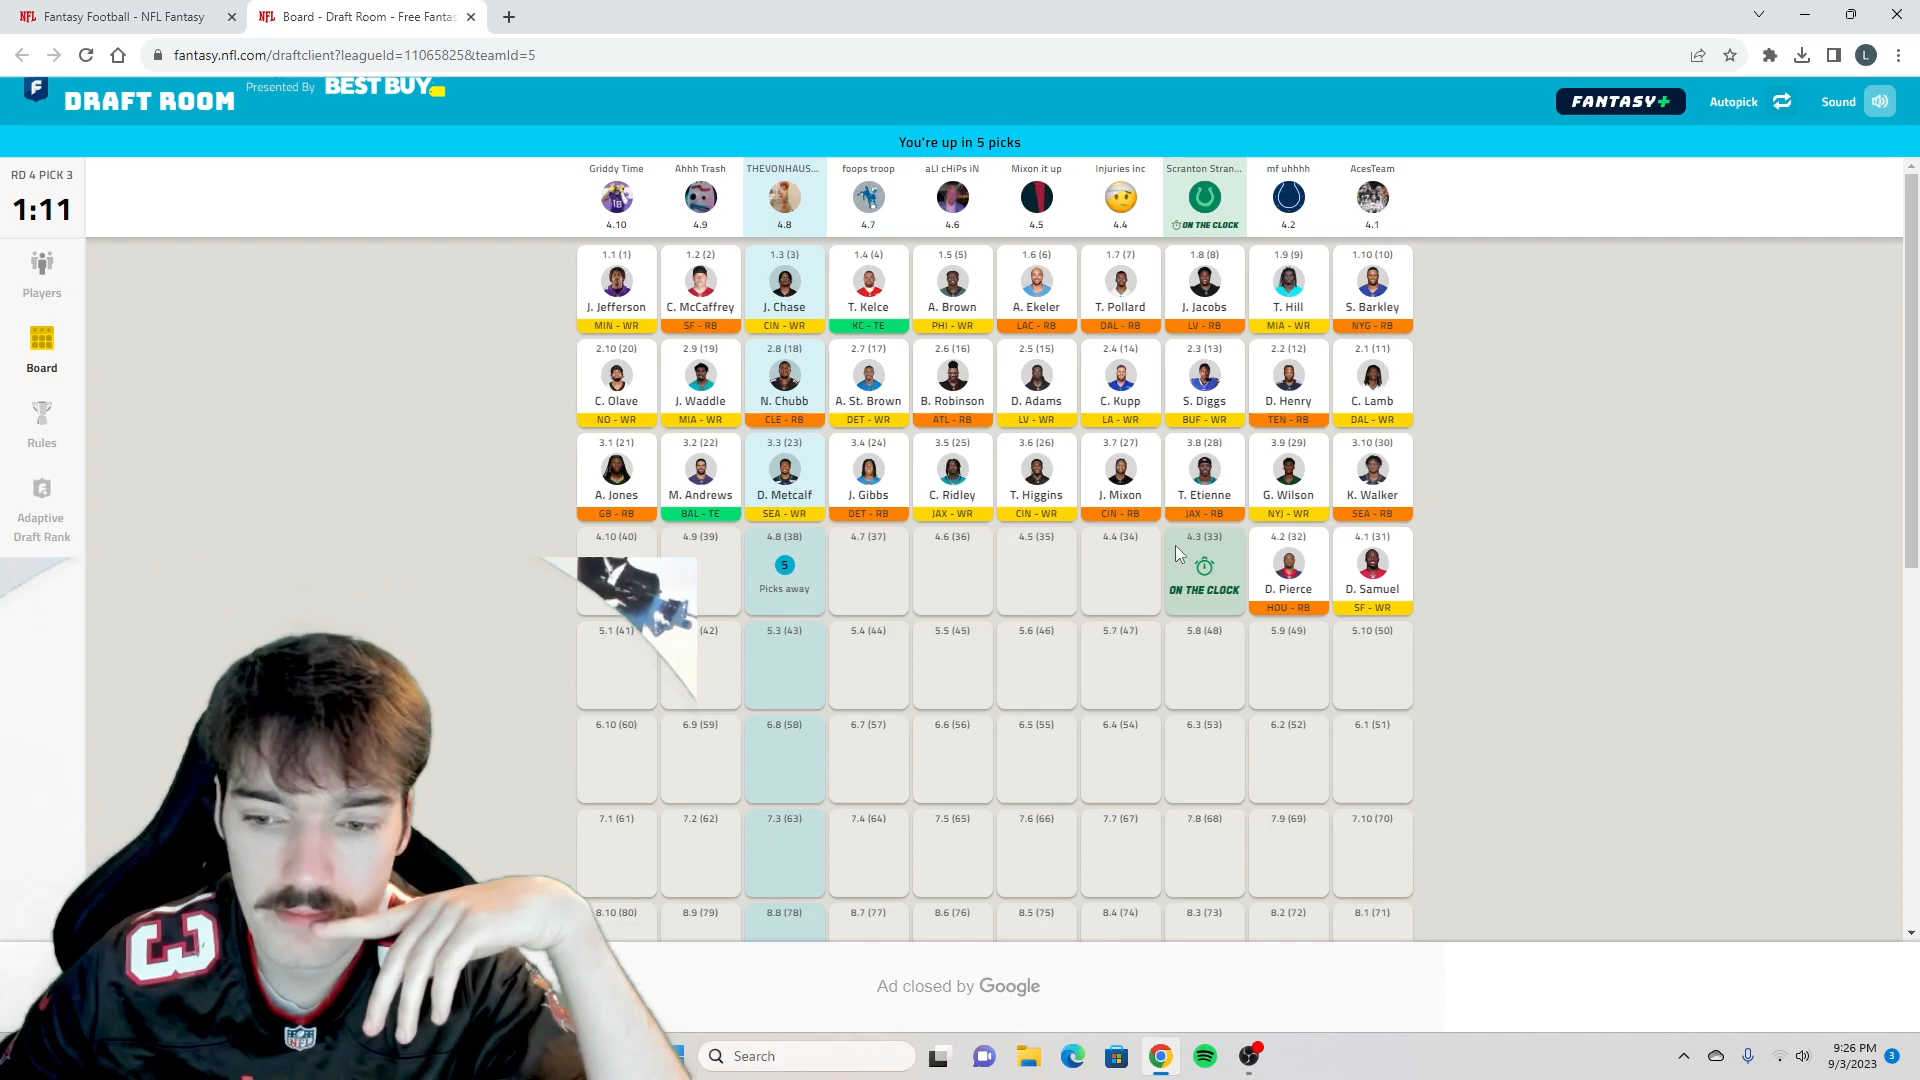 Fantasy Football - NFL Fantasy
Board - Draft Room - Free Fantas
fantasy.nfl.com/draftclient?leagueId=11065825&teamId=5
L
DRAFT ROOM
Presented By BEST BUY
FANTASY+
Autopick
Sound
You're up in 5 picks
RD 4 PICK 3
1:11
Players
Board
Rules
Adaptive
Draft Rank
Griddy Time Ahhh Trash THEVONHAUS... foops troop aLl cHiPs iN Mixon it up Injuries inc Scranton Stran... mf uhhhh AcesTeam
4.10 4.9 4.8 4.7 4.6 4.5 4.4 ON THE CLOCK 4.2 4.1
1.1 (1) 1.2 (2) 1.3 (3) 1.4 (4) 1.5 (5) 1.6 (6) 1.7 (7) 1.8 (8) 1.9 (9) 1.10 (10)
J. Jefferson C. McCaffrey J. Chase T. Kelce A. Brown A. Ekeler T. Pollard J. Jacobs T. Hill S. Barkley
MIN - WR SF - RB CIN - WR KC - TE PHI - WR LAC - RB DAL - RB LV - RB MIA - WR NYG - RB
2.10 (20) 2.9 (19) 2.8 (18) 2.7 (17) 2.6 (16) 2.5 (15) 2.4 (14) 2.3 (13) 2.2 (12) 2.1 (11)
C. Olave J. Waddle N. Chubb A. St. Brown B. Robinson D. Adams C. Kupp S. Diggs D. Henry C. Lamb
NO - WR MIA - WR CLE - RB DET - WR ATL - RB LV - WR LA - WR BUF - WR TEN - RB DAL - WR
3.1 (21) 3.2 (22) 3.3 (23) 3.4 (24) 3.5 (25) 3.6 (26) 3.7 (27) 3.8 (28) 3.9 (29) 3.10 (30)
A. Jones M. Andrews D. Metcalf J. Gibbs C. Ridley T. Higgins J. Mixon T. Etienne G. Wilson K. Walker
GB - RB BAL - TE SEA - WR DET - RB JAX - WR CIN - WR CIN - RB JAX - RB NYJ - WR SEA - RB
4.10 (40) 4.9 (39) 4.8 (38) 4.7 (37) 4.6 (36) 4.5 (35) 4.4 (34) 4.3 (33) 4.2 (32) 4.1 (31)
5
Picks away ON THE CLOCK D. Pierce D. Samuel
HOU - RB SF - WR
5.1 (41) (42) 5.3 (43) 5.4 (44) 5.5 (45) 5.6 (46) 5.7 (47) 5.8 (48) 5.9 (49) 5.10 (50)
6.10 (60) 6.9 (59) 6.8 (58) 6.7 (57) 6.6 (56) 6.5 (55) 6.4 (54) 6.3 (53) 6.2 (52) 6.1 (51)
7.1 (61) 7.2 (62) 7.3 (63) 7.4 (64) 7.5 (65) 7.6 (66) 7.7 (67) 7.8 (68) 7.9 (69) 7.10 (70)
8.10 (80) 8.9 (79) 8.8 (78) 8.7 (77) 8.6 (76) 8.5 (75) 8.4 (74) 8.3 (73) 8.2 (72) 8.1 (71)
3
NFL
Ad closed by Google
Search
9:26 PM
9/3/2023
3